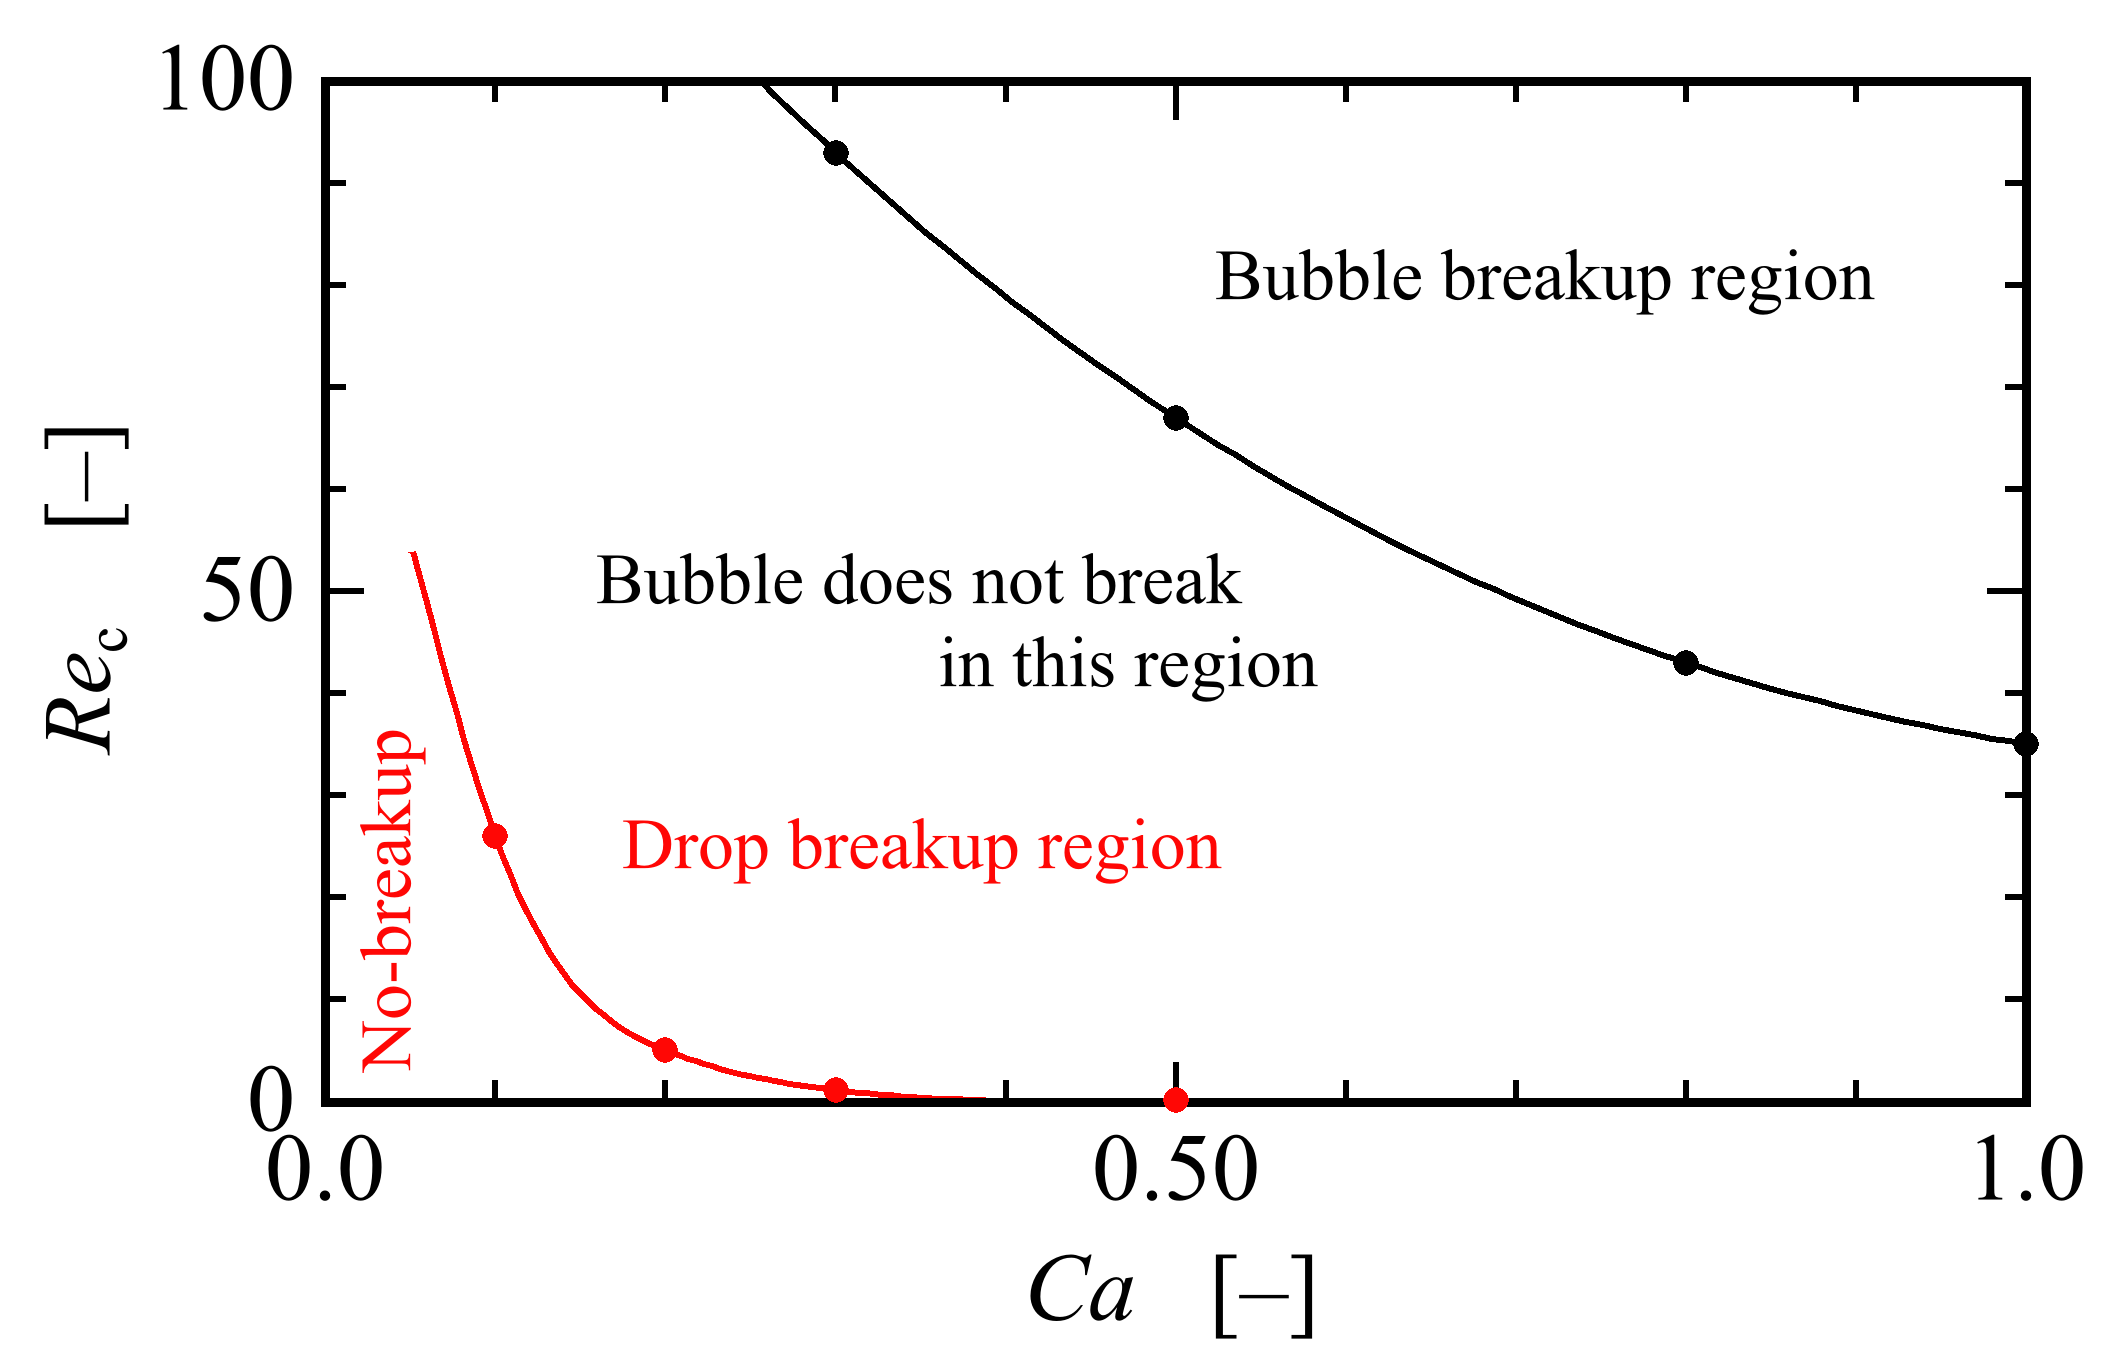 100
50
0
Re_c [–]
Bubble breakup region
Bubble does not break
in this region
Drop breakup region
No-breakup
0.0 0.50 1.0
Ca [–]